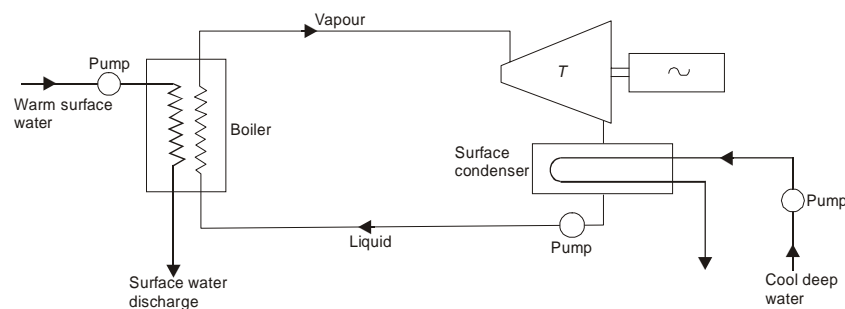 Vapour
Pump
T
Warm surface
water
Boiler
Surface
condenser
Pump
Liquid
Pump
Surface water
discharge
Cool deep
water